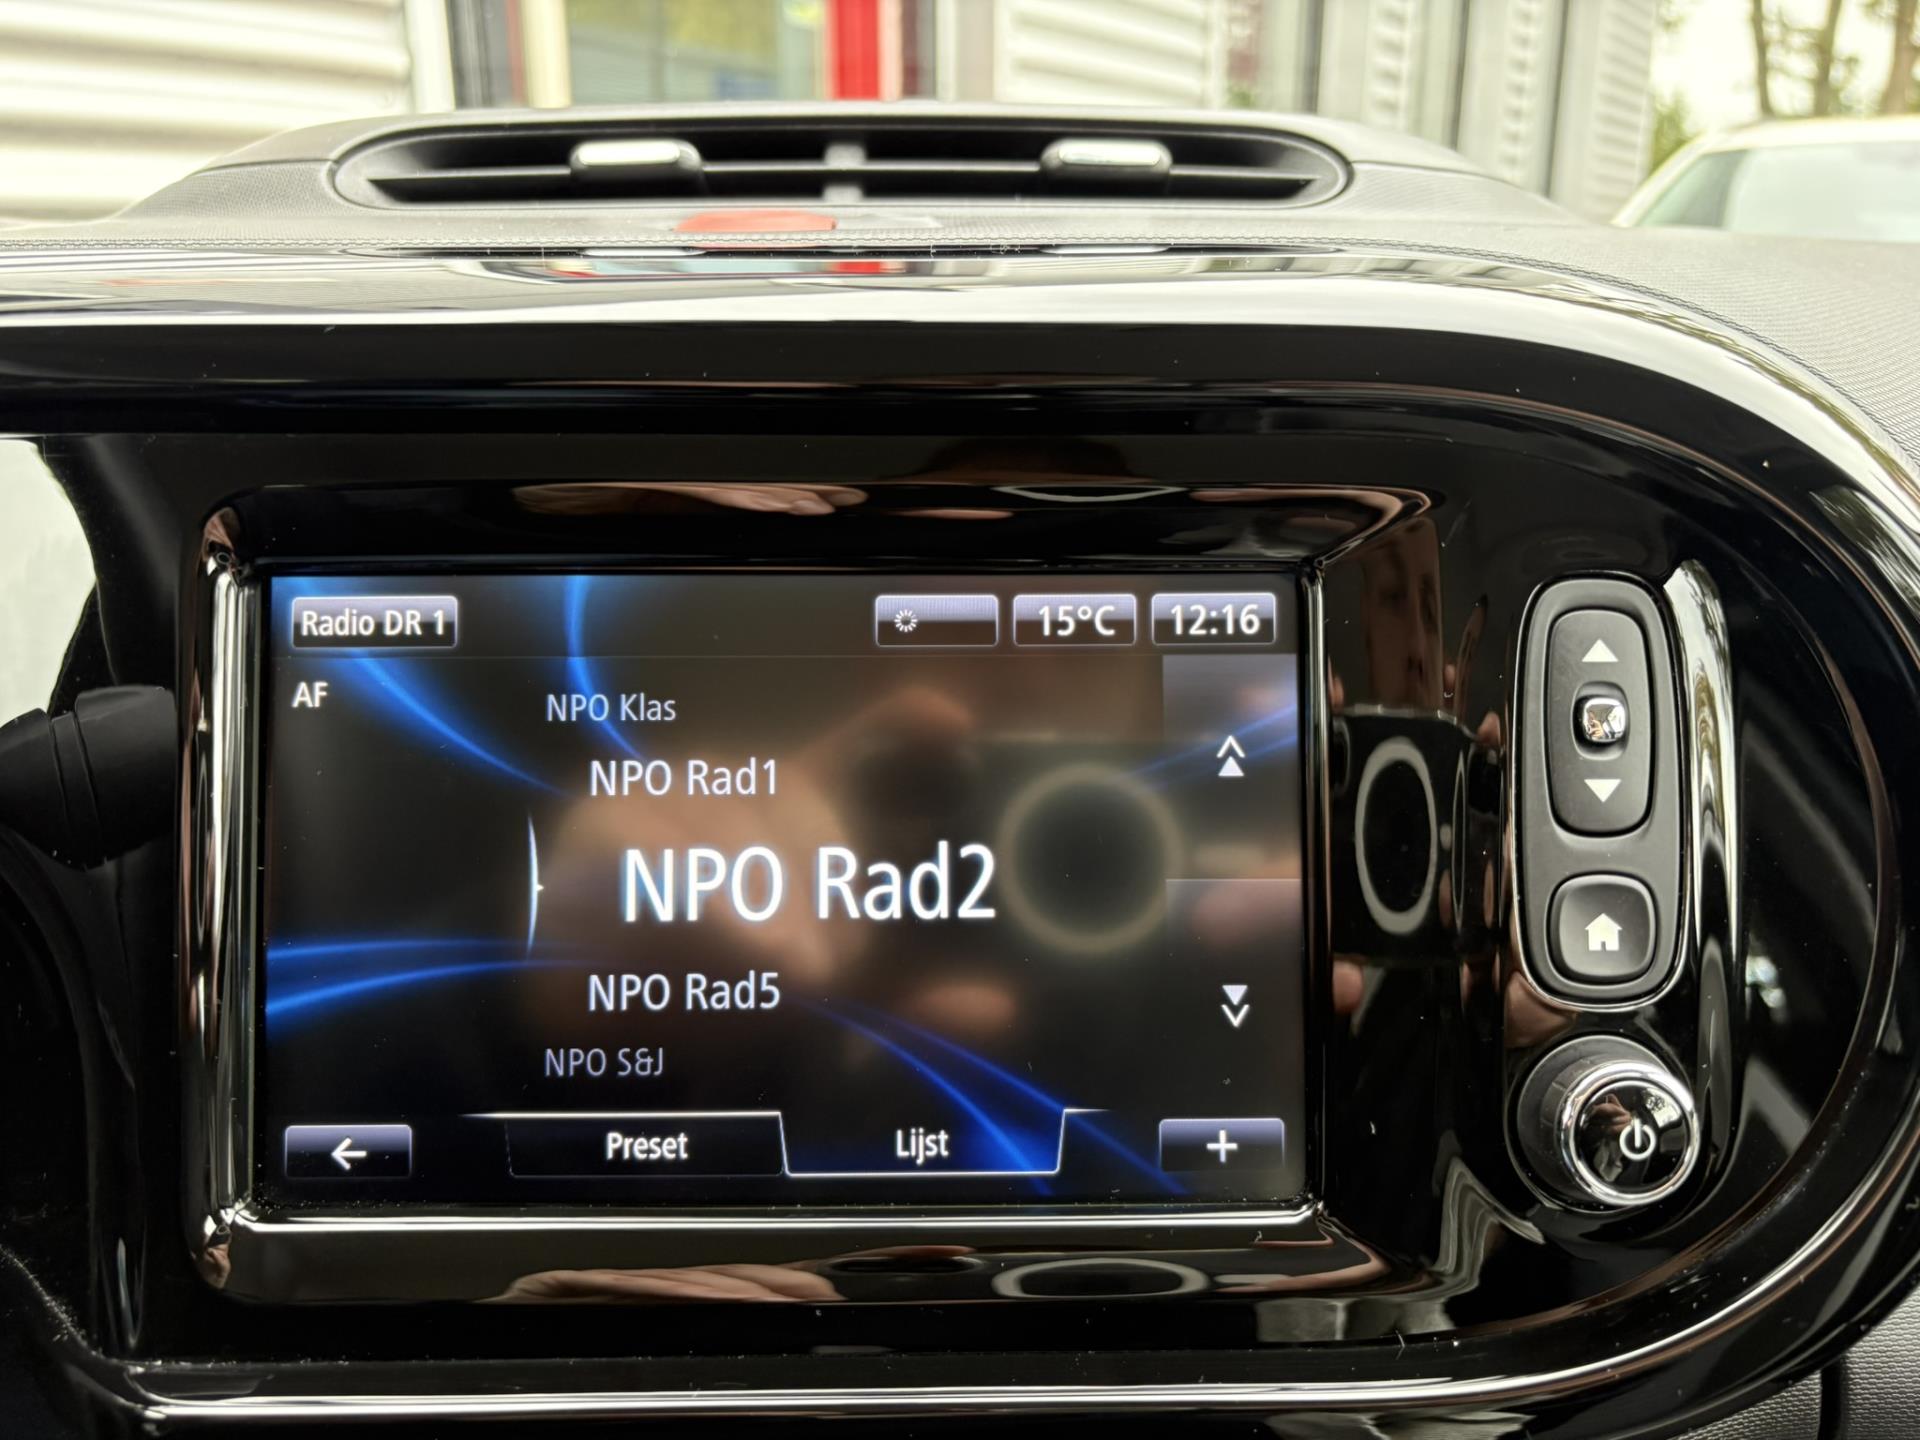 Radio DR 1 15°C 12:16
AF
NPO Klas
NPO Rad1
NPO Rad2
NPO Rad5
NPO S&J
Preset Lijst